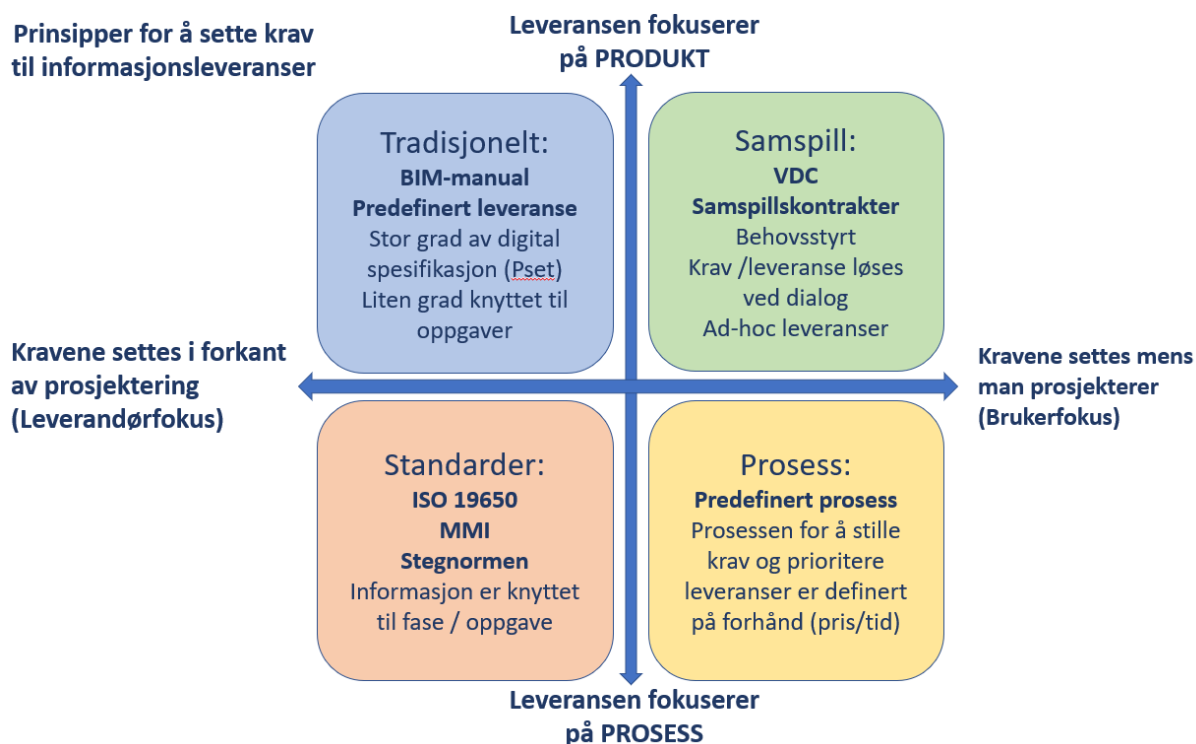 Prinsipper for å sette krav
til informasjonsleveranser
Leveransen fokuserer
på PRODUKT
Tradisjonelt:
BIM-manual
Predefinert leveranse
Stor grad av digital
spesifikasjon (Pset)
Liten grad knyttet til
oppgaver
Samspill:
VDC
Samspillskontrakter
Behovsstyrt
Krav /leveranse løses
ved dialog
Ad-hoc leveranser
Kravene settes i forkant
av prosjektering
(Leverandørfokus)
Kravene settes mens
man prosjekterer
(Brukerfokus)
Standarder:
ISO 19650
MMI
Stegnormen
Informasjon er knyttet
til fase / oppgave
Prosess:
Predefinert prosess
Prosessen for å stille
krav og prioritere
leveranser er definert
på forhånd (pris/tid)
Leveransen fokuserer
på PROSESS